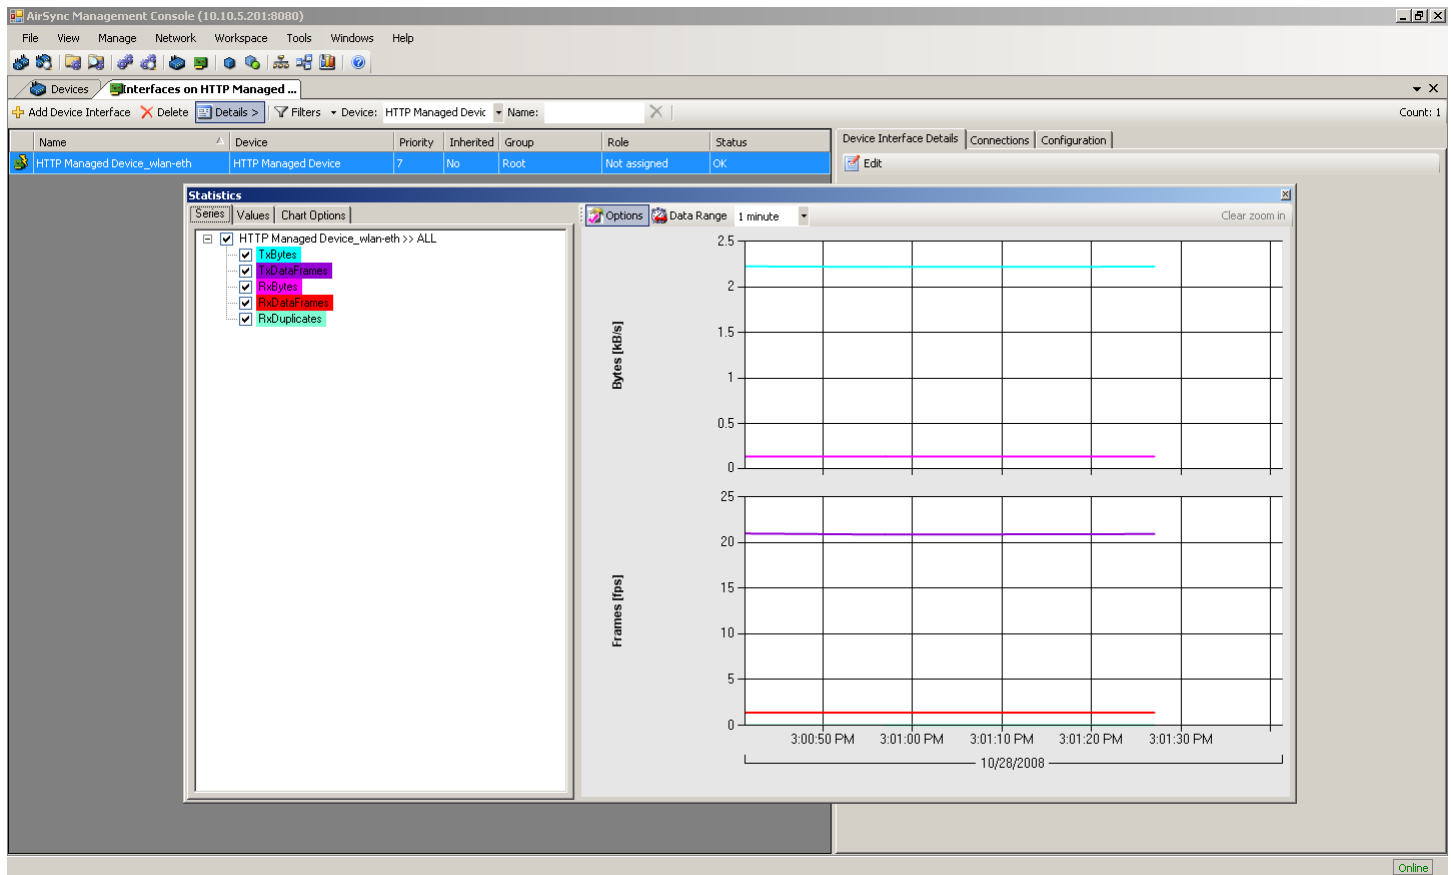 AirSync Management Console (10.10.5.201:8080)
File View Manage Network Workspace Tools Windows Help
Devices Interfaces on HTTP Managed ...
Add Device Interface Delete Details > Filters Device: HTTP Managed Devic Name: Count: 1
Name Device Priority Inherited Group Role Status
HTTP Managed Device_wlan-eth HTTP Managed Device 7 No Root Not assigned OK
Device Interface Details Connections Configuration
Edit
Statistics
Series Values Chart Options
HTTP Managed Device_wlan-eth >> ALL
TxBytes
TxDataFrames
RxBytes
RxDataFrames
RxDuplicates
Options Data Range 1 minute Clear zoom in
Bytes [kB/s]
2.5
2
1.5
1
0.5
0
Frames [fps]
25
20
15
10
5
0
3:00:50 PM 3:01:00 PM 3:01:10 PM 3:01:20 PM 3:01:30 PM
10/28/2008
Online